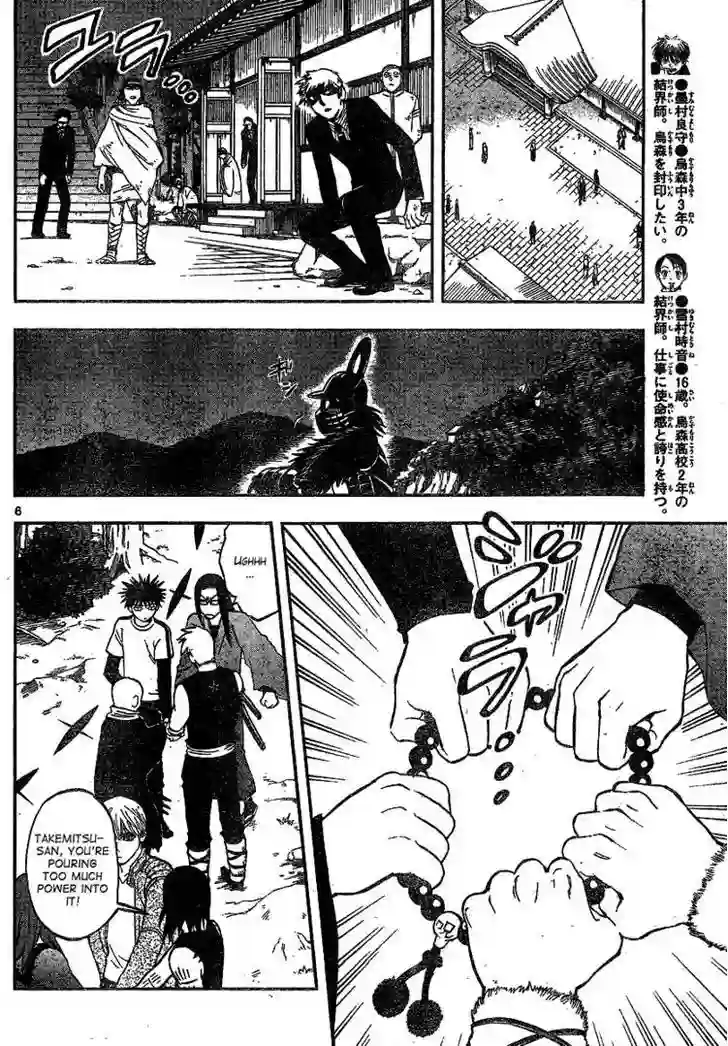 ●墨村良守●烏森中3年の
結界師。烏森を封印したい。
●雪村時音●16歳。烏森高校2年の
結界師。仕事に使命感と誇りを持つ。
コラ。。。
キン
6
UGHHH
...
ジャラ...
TAKEMITSU-
SAN, YOU'RE
POURING
TOO MUCH
POWER INTO
IT!